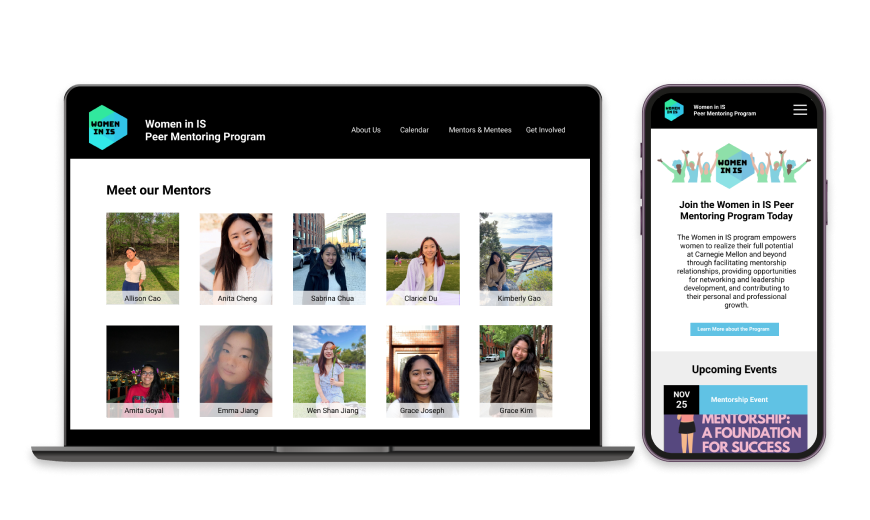 WOMEN
IN IS
Women in IS
Peer Mentoring Program
About Us
Calendar
Mentors & Mentees
Get Involved
Meet our Mentors
Allison Cao
Anita Cheng
Sabrina Chua
Clarice Du
Kimberly Gao
Amita Goyal
Emma Jiang
Wen Shan Jiang
Grace Joseph
Grace Kim
WOMEN
IN IS
Women in IS
Peer Mentoring Program
WOMEN
IN IS
Join the Women in IS Peer
Mentoring Program Today
The Women in IS program empowers
women to realize their full potential
at Carnegie Mellon and beyond
through facilitating mentorship
relationships, providing opportunities
for networking and leadership
development, and contributing to
their personal and professional
growth.
Learn More about the Program
Upcoming Events
NOV
25
Mentorship Event
MENTORSHIP:
A FOUNDATION
FOR SUCCESS